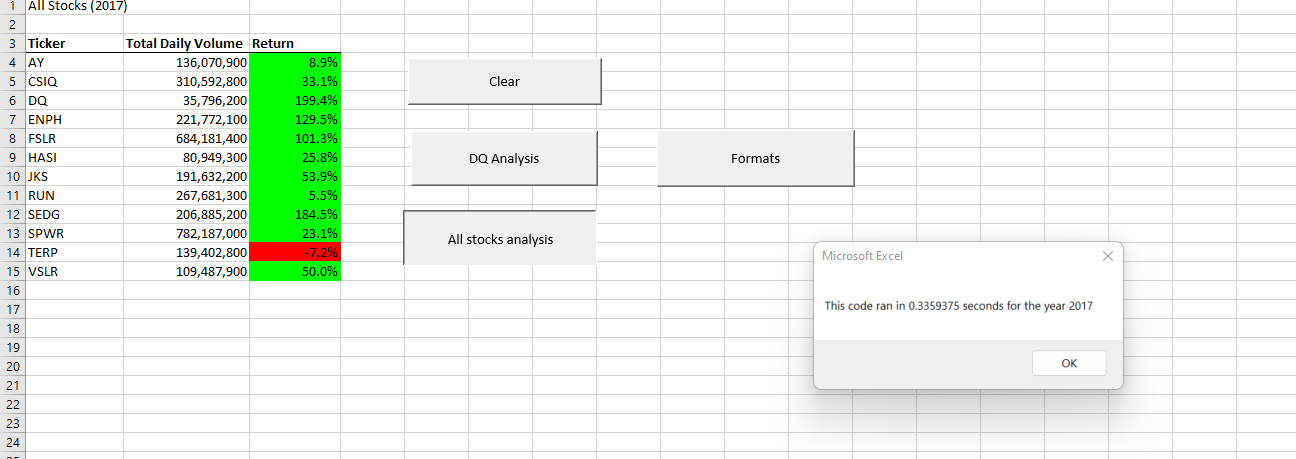 1 All Stocks (2017)
2
3 Ticker Total Daily Volume Return
4 AY 136,070,900 8.9%
5 CSIQ 310,592,800 33.1%
6 DQ 35,796,200 199.4%
7 ENPH 221,772,100 129.5%
8 FSLR 684,181,400 101.3%
9 HASI 80,949,300 25.8%
10 JKS 191,632,200 53.9%
11 RUN 267,681,300 5.5%
12 SEDG 206,885,200 184.5%
13 SPWR 782,187,000 23.1%
14 TERP 139,402,800 -7.2%
15 VSLR 109,487,900 50.0%
16
17
18
19
20
21
22
23
24
Clear
DQ Analysis
Formats
All stocks analysis
Microsoft Excel
This code ran in 0.3359375 seconds for the year 2017
OK